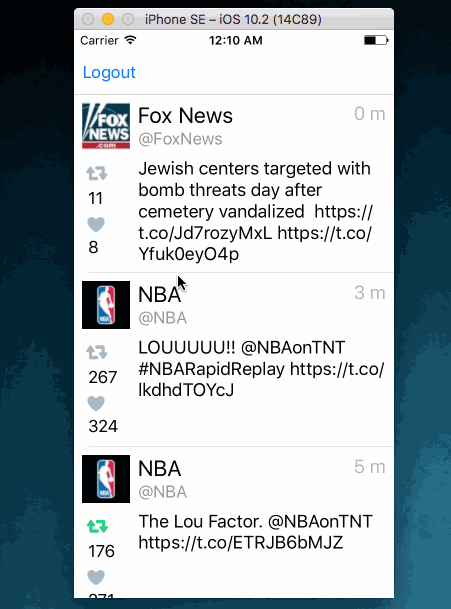 iPhone SE – iOS 10.2 (14C89)
Carrier 12:10 AM
Logout
FOX NEWS .com
Fox News 0 m
@FoxNews
Jewish centers targeted with
bomb threats day after
cemetery vandalized https://
t.co/Jd7rozyMxL https://t.co/
Yfuk0eyO4p
11
8
NBA 3 m
@NBA
LOUUUUU!! @NBAonTNT
#NBARapidReplay https://t.co/
lkdhdTOYcJ
267
324
NBA 5 m
@NBA
The Lou Factor. @NBAonTNT
https://t.co/ETRJB6bMJZ
176